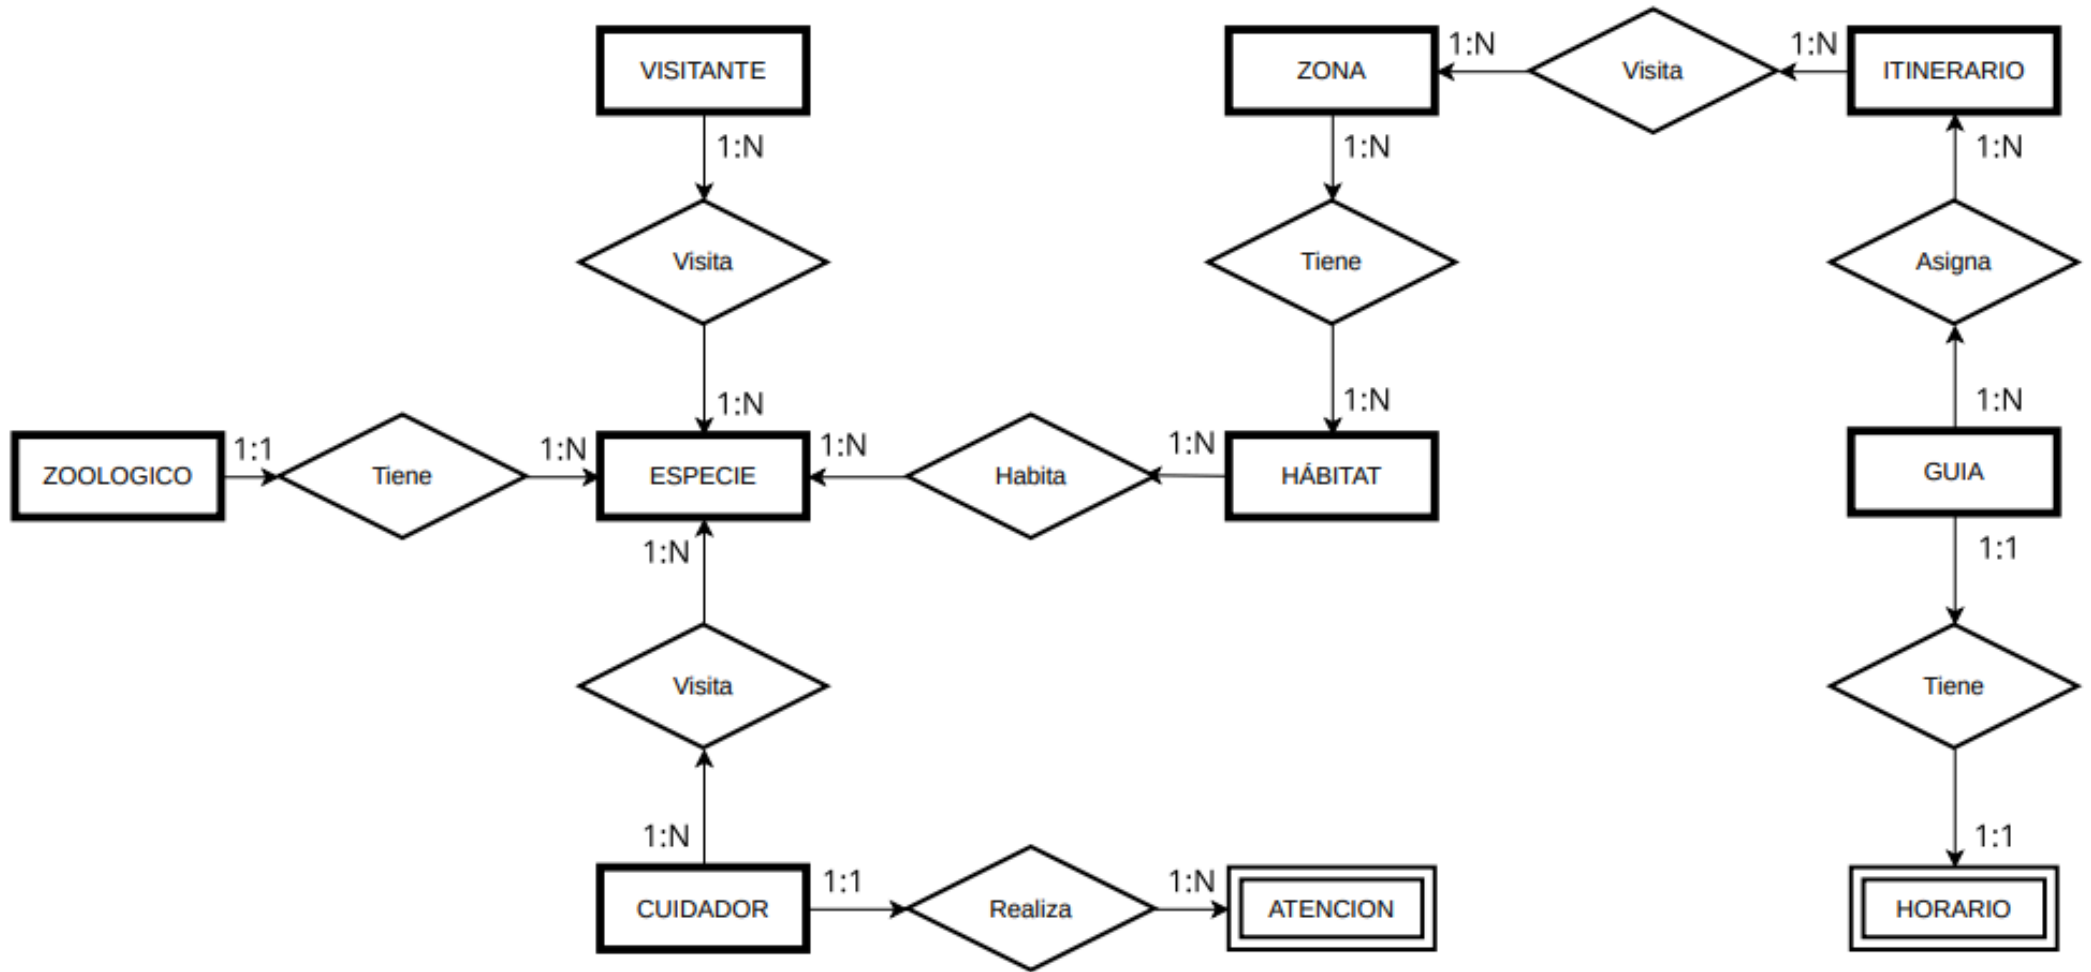 VISITANTE
ZONA
1:N
Visita
1:N
ITINERARIO
1:N
1:N
1:N
Visita
Tiene
Asigna
1:N
1:N
1:N
ZOOLOGICO
1:1
Tiene
1:N
ESPECIE
1:N
Habita
1:N
HÁBITAT
GUIA
1:N
1:1
Visita
Tiene
1:N
1:1
CUIDADOR
1:1
Realiza
1:N
ATENCION
HORARIO